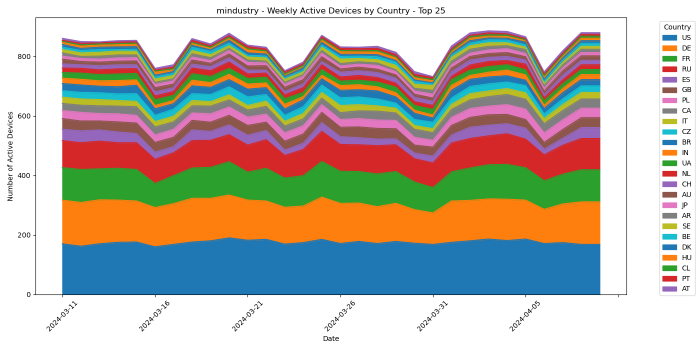 mindustry - Weekly Active Devices by Country - Top 25
Number of Active Devices
800
600
400
200
0
2024-03-11
2024-03-16
2024-03-21
2024-03-26
2024-03-31
2024-04-05
Date
Country
US
DE
FR
RU
ES
GB
PL
CA
IT
CZ
BR
IN
UA
NL
CH
AU
JP
AR
SE
BE
DK
HU
CL
PT
AT